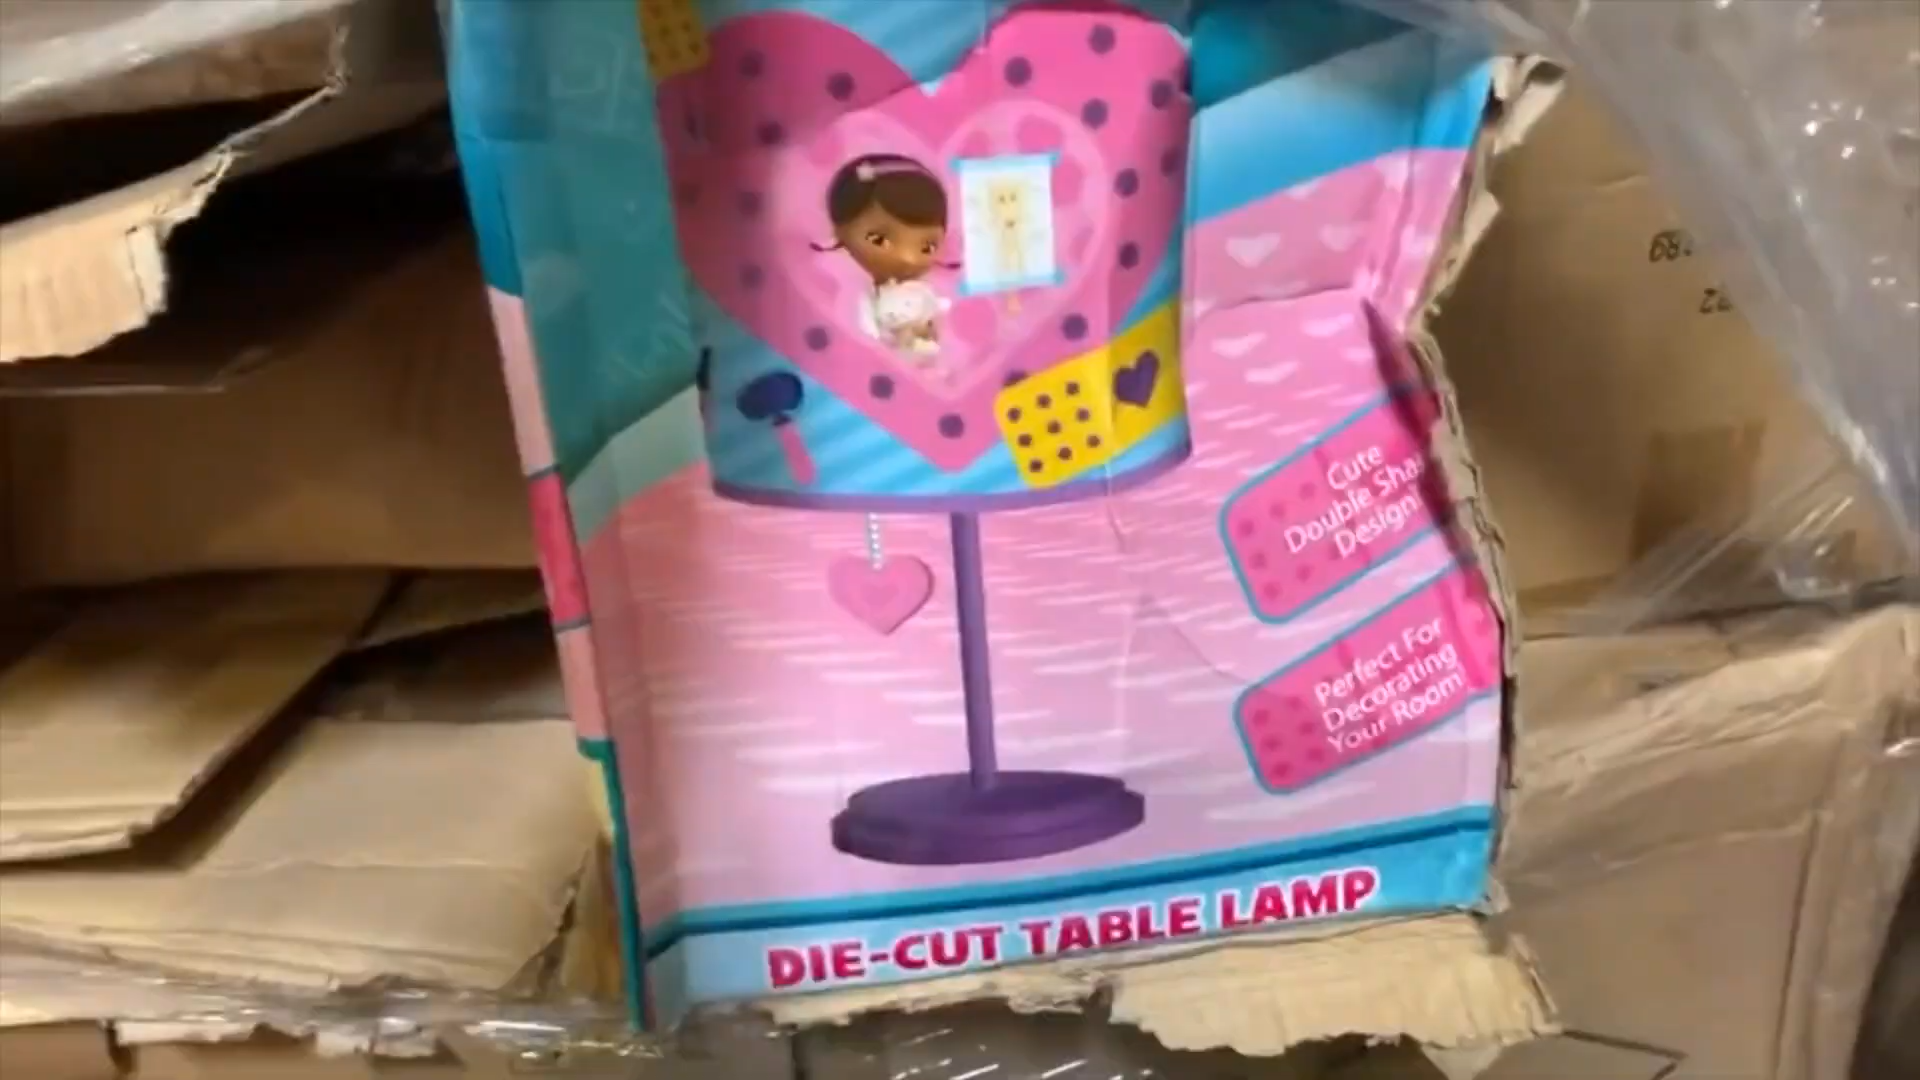 Cute
Double
Design!
Perfect For
Decorating
Your Room!
DIE-CUT TABLE LAMP